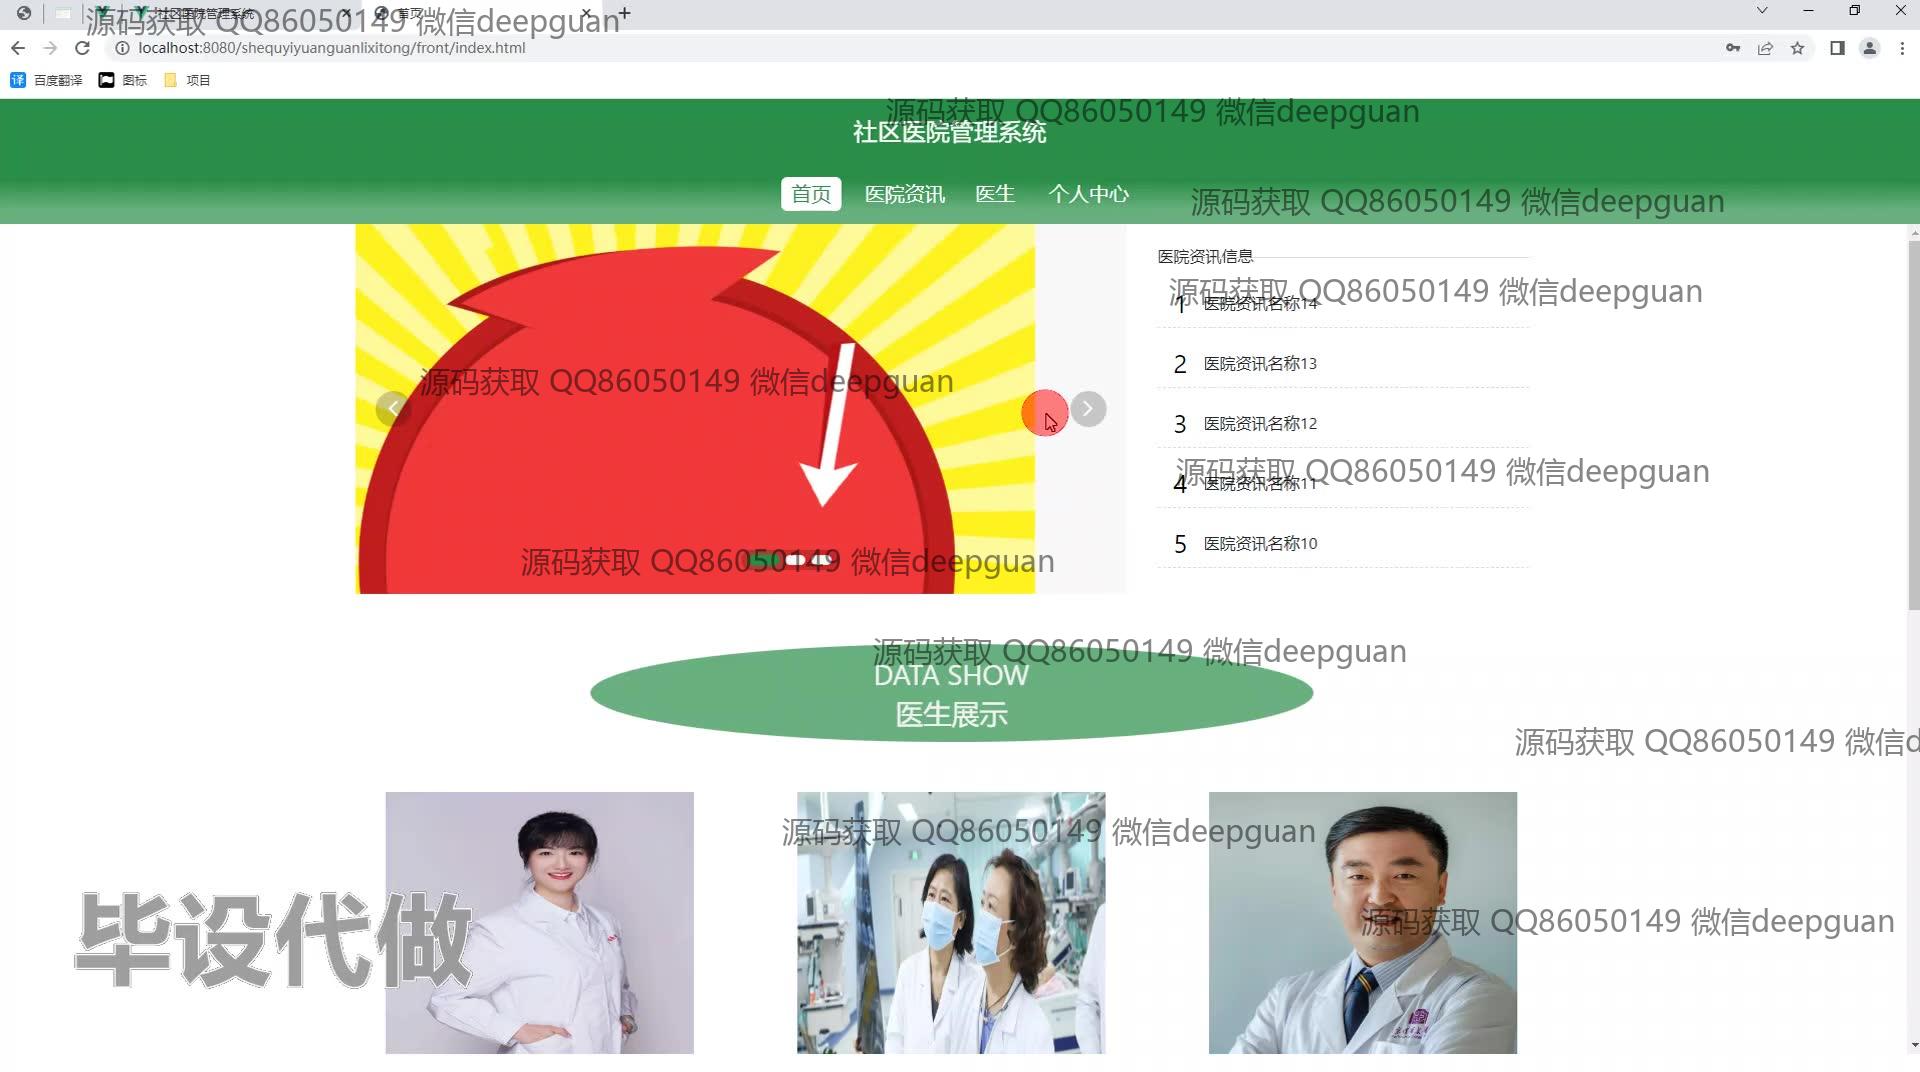 社区医院管理系统
首页
源码获取 QQ86050149 微信deepguan
localhost:8080/shequyiyuanguanlixitong/front/index.html
译 百度翻译 图标 项目
源码获取 QQ86050149 微信deepguan
社区医院管理系统
首页 医院资讯 医生 个人中心
源码获取 QQ86050149 微信deepguan
医院资讯信息
源码获取 QQ86050149 微信deepguan
1 医院资讯名称14
2 医院资讯名称13
源码获取 QQ86050149 微信deepguan
3 医院资讯名称12
源码获取 QQ86050149 微信deepguan
4 医院资讯名称11
5 医院资讯名称10
源码获取 QQ86050149 微信deepguan
源码获取 QQ86050149 微信deepguan
DATA SHOW
医生展示
源码获取 QQ86050149 微信d
源码获取 QQ86050149 微信deepguan
源码获取 QQ86050149 微信deepguan
毕设代做